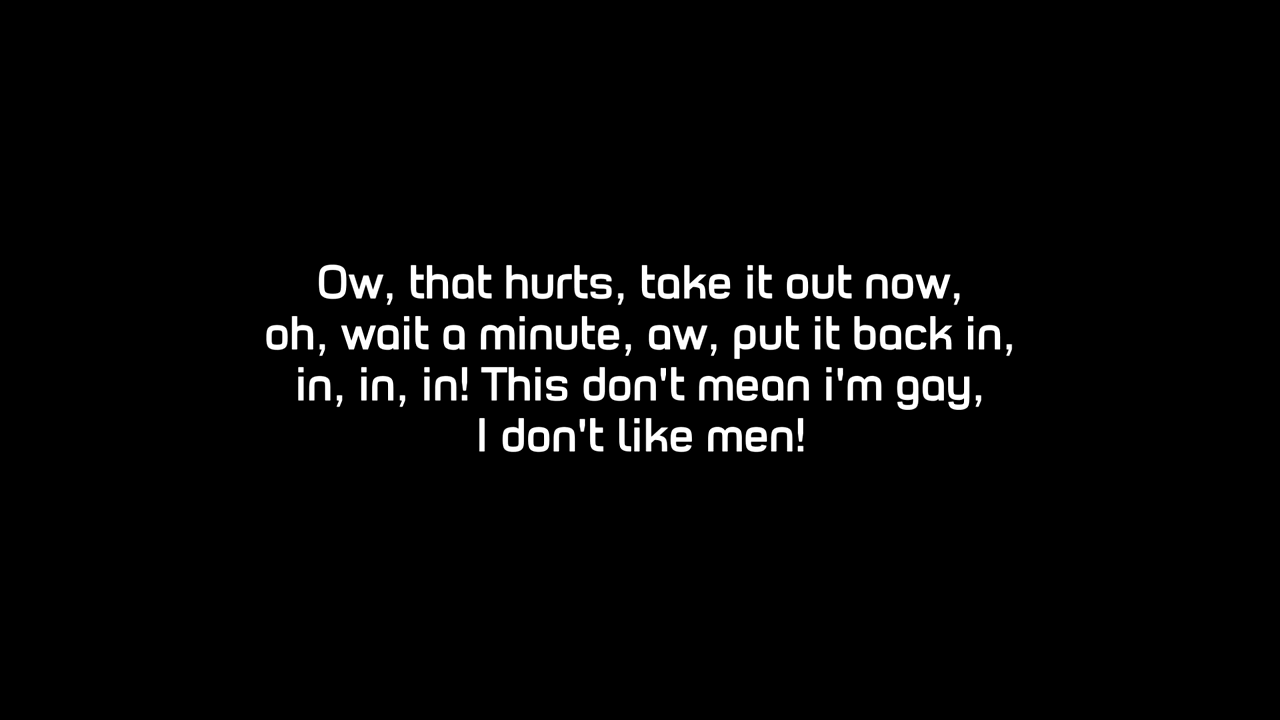 Ow, that hurts, take it out now,
oh, wait a minute, aw, put it back in,
in, in, in! This don't mean i'm gay,
I don't like men!